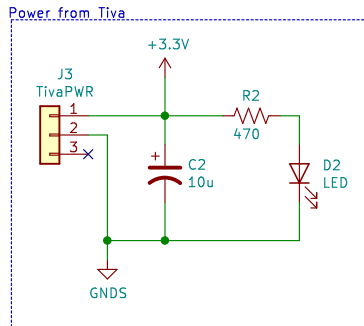 Power from Tiva
+3.3V
J3
TivaPWR
1
2
3
R2
470
+
C2
10u
D2
LED
GNDS